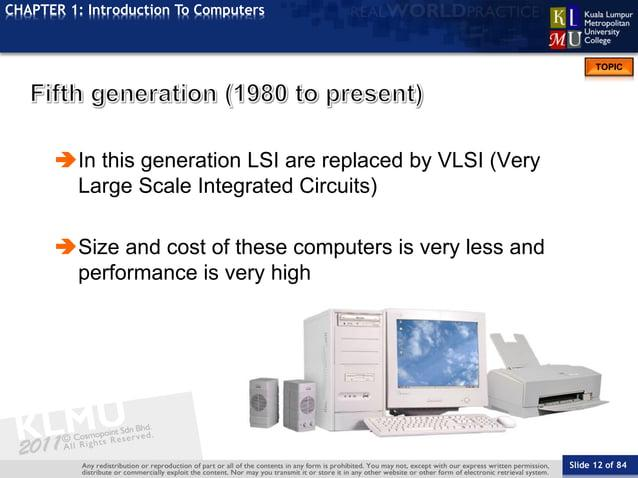 CHAPTER 1: Introduction To Computers
REALWORLDPRACTICE
KL
MU
Kuala Lumpur
Metropolitan
University
College
TOPIC
Fifth generation (1980 to present)
In this generation LSI are replaced by VLSI (Very
Large Scale Integrated Circuits)
Size and cost of these computers is very less and
performance is very high
KLMU
2011© Cosmopoint Sdn Bhd.
All Rights Reserved.
Any redistribution or reproduction of part or all of the contents in any form is prohibited. You may not, except with our express written permission,
distribute or commercially exploit the content. Nor may you transmit it or store it in any other website or other form of electronic retrieval system.
Slide 12 of 84